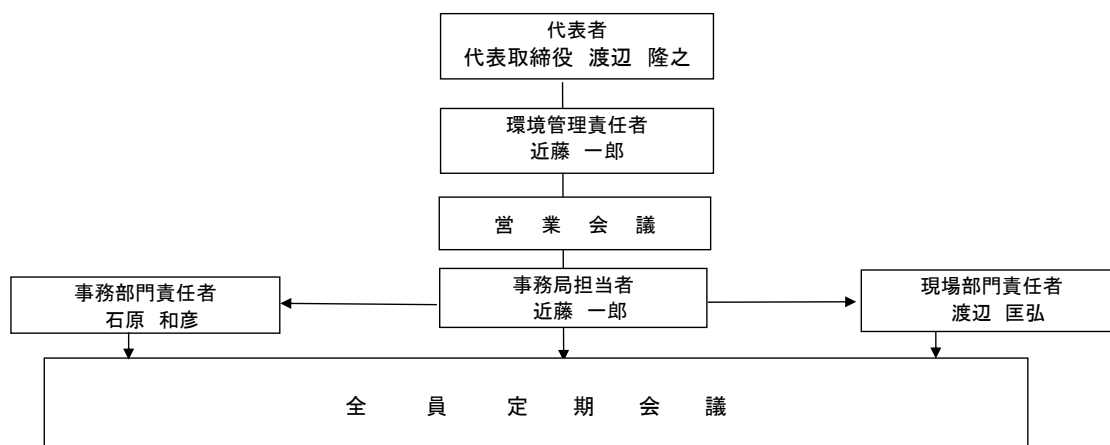 代表者
代表取締役　渡辺　隆之
環境管理責任者
近藤　一郎
営　業　会　議
事務局担当者
近藤　一郎
事務部門責任者
石原　和彦
現場部門責任者
渡辺　匡弘
全　員　定　期　会　議